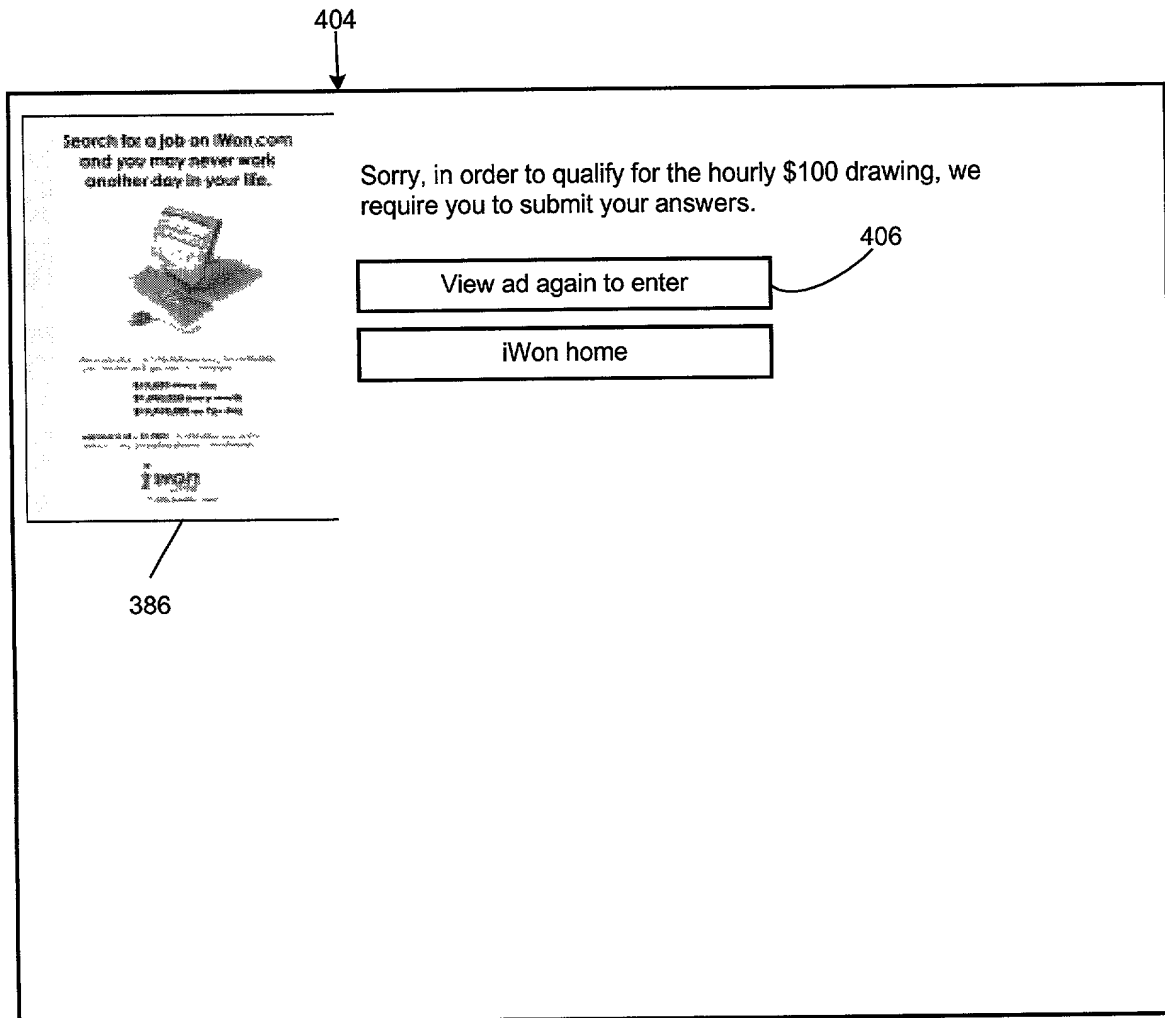 404
Search for a job on iWon.com
and you may never work
another day in your life.
Sorry, in order to qualify for the hourly $100 drawing, we
require you to submit your answers.
406
View ad again to enter
iWon home
iwon
386